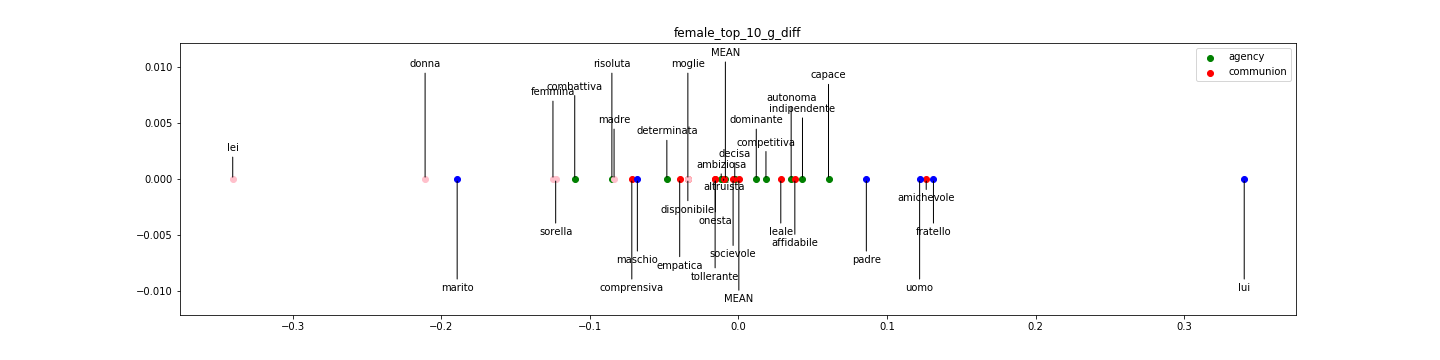 female_top_10_g_diff
MEAN
donna
risoluta
moglie
agency
communion
capace
combattiva
femmina
autonoma
indipendente
madre
dominante
determinata
competitiva
lei
decisa
ambiziosa
altruista
amichevole
disponibile
onesta
sorella
leale
fratello
affidabile
socievole
maschio
padre
empatica
tollerante
marito
comprensiva
uomo
lui
MEAN
0.010
0.005
0.000
−0.005
−0.010
−0.3
−0.2
−0.1
0.0
0.1
0.2
0.3